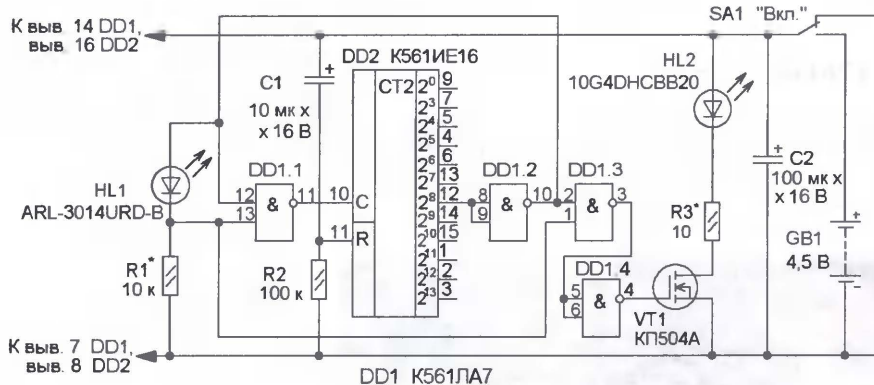 SA1 "Вкл."
К выв. 14 DD1,
выв. 16 DD2
DD2 К561ИЕ16
HL2
10G4DHCBB20
C1
10 мк х
х 16 В
CT2
2⁰ 9
2³ 7
2⁴ 5
2⁵ 4
2⁶ 6
2⁷ 13
2⁸ 12
2⁹ 14
2¹⁰ 15
2¹¹ 1
2¹² 2
2¹³ 3
C
R
10
11
HL1
ARL-3014URD-B
DD1.1
12
13
&
11
DD1.2
8
9
&
10
DD1.3
2
1
&
3
C2
100 мк х
х 16 В
R1*
10 к
R2
100 к
R3*
10
GB1
4,5 В
+
+
+
−
DD1.4
5
6
&
4
VT1
КП504А
К выв. 7 DD1,
выв. 8 DD2
DD1 К561ЛА7